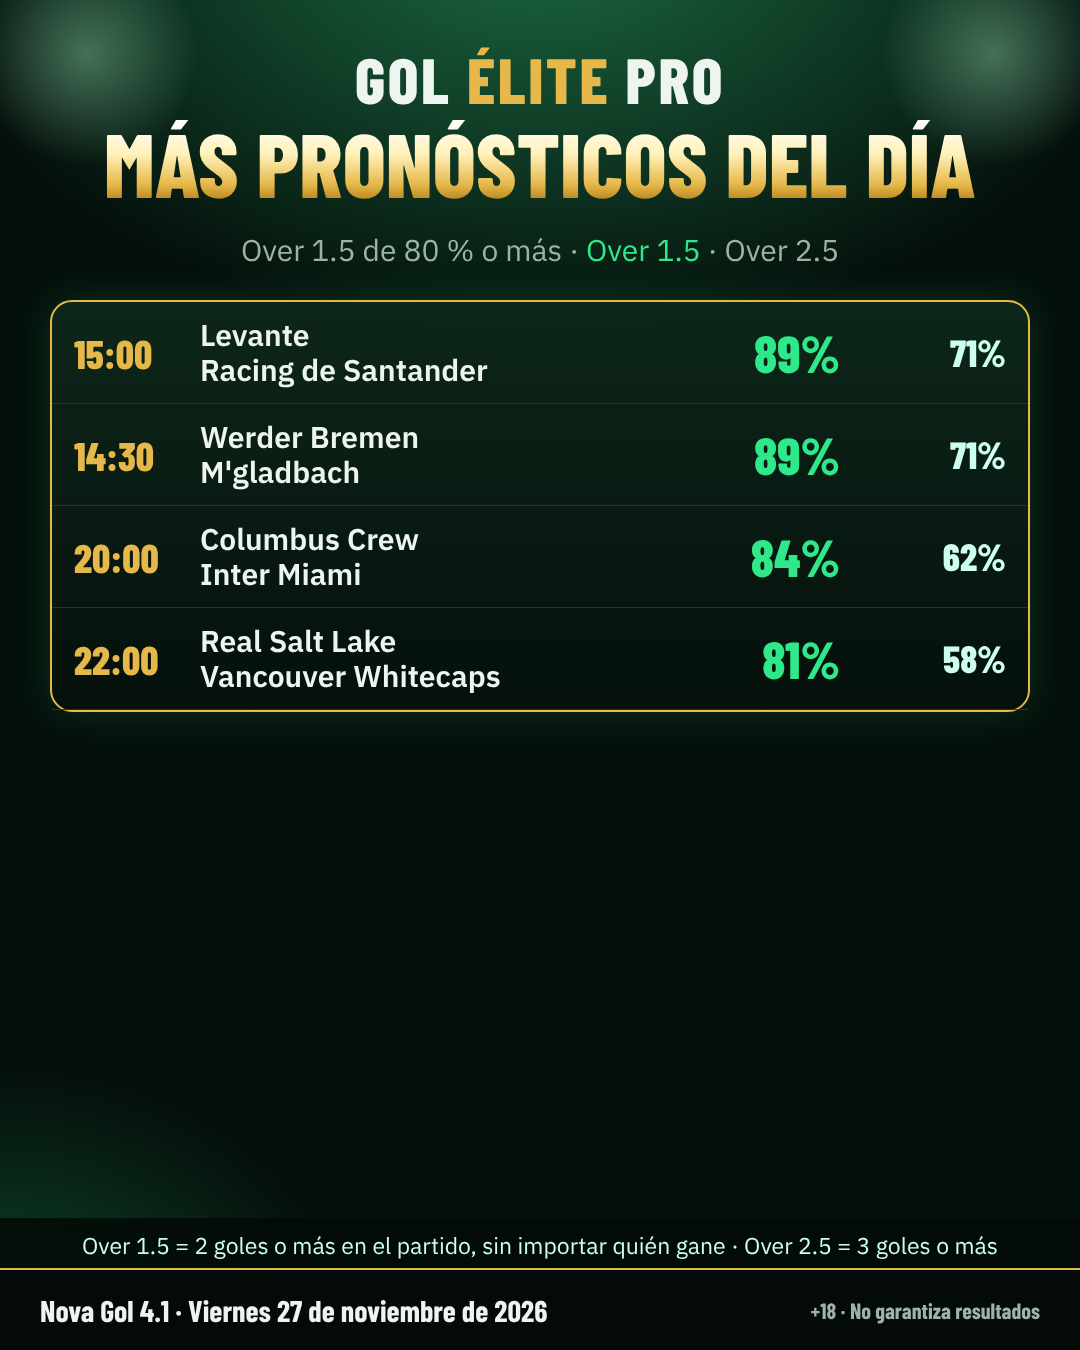 GOL ÉLITE PRO
MÁS PRONÓSTICOS DEL DÍA
Over 1.5 de 80 % o más · Over 1.5 · Over 2.5
15:00 Levante 89% 71%
Racing de Santander
14:30 Werder Bremen 89% 71%
M'gladbach
20:00 Columbus Crew 84% 62%
Inter Miami
22:00 Real Salt Lake 81% 58%
Vancouver Whitecaps
Over 1.5 = 2 goles o más en el partido, sin importar quién gane · Over 2.5 = 3 goles o más
Nova Gol 4.1 · Viernes 27 de noviembre de 2026 +18 · No garantiza resultados